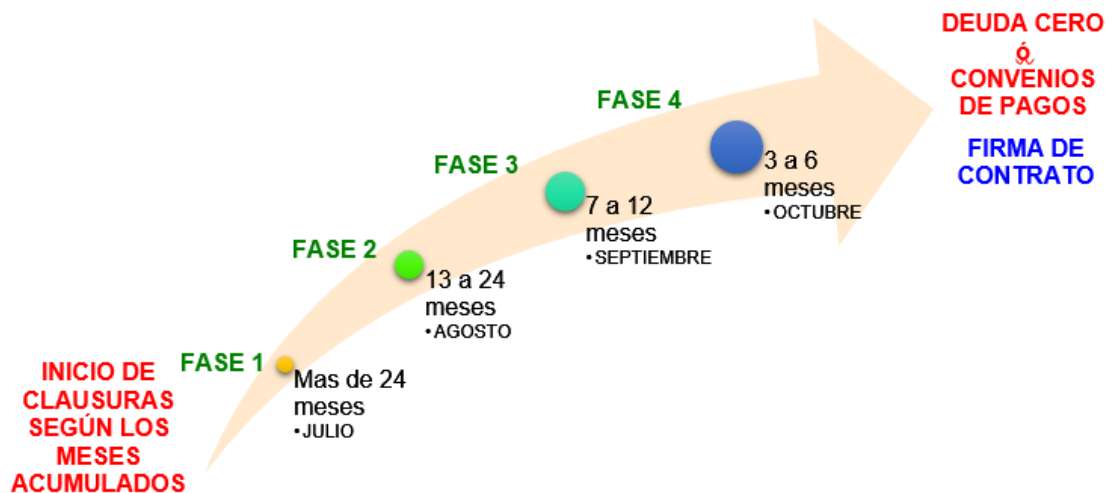 INICIO DE
CLAUSURAS
SEGÚN LOS
MESES
ACUMULADOS
FASE 1
Mas de 24
meses
•JULIO
FASE 2
13 a 24
meses
•AGOSTO
FASE 3
7 a 12
meses
•SEPTIEMBRE
FASE 4
3 a 6
meses
•OCTUBRE
DEUDA CERO
ó
CONVENIOS
DE PAGOS
FIRMA DE
CONTRATO